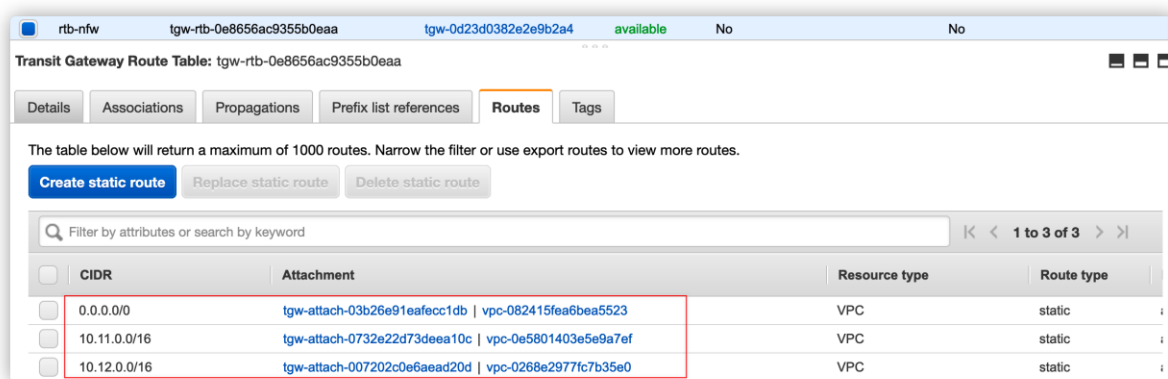 rtb-nfw tgw-rtb-0e8656ac9355b0eaa tgw-0d23d0382e2e9b2a4 available No No
Transit Gateway Route Table: tgw-rtb-0e8656ac9355b0eaa
Details Associations Propagations Prefix list references Routes Tags
The table below will return a maximum of 1000 routes. Narrow the filter or use export routes to view more routes.
Create static route Replace static route Delete static route
Filter by attributes or search by keyword 1 to 3 of 3
CIDR Attachment Resource type Route type
0.0.0.0/0 tgw-attach-03b26e91eafecc1db | vpc-082415fea6bea5523 VPC static
10.11.0.0/16 tgw-attach-0732e22d73deea10c | vpc-0e5801403e5e9a7ef VPC static
10.12.0.0/16 tgw-attach-007202c0e6aead20d | vpc-0268e2977fc7b35e0 VPC static